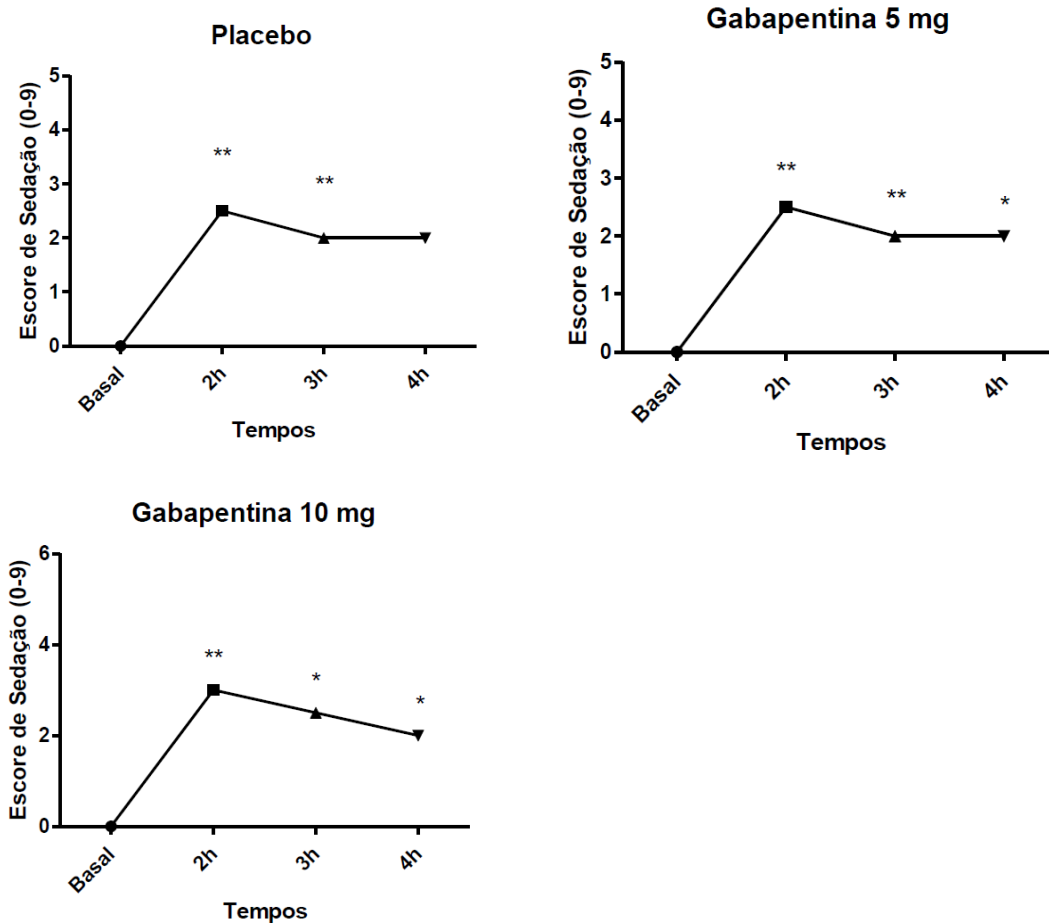 Placebo
Escore de Sedação (0-9)
5
4
3
2
1
0
**
**
Basal
2h
3h
4h
Tempos
Gabapentina 5 mg
Escore de Sedação (0-9)
5
4
3
2
1
0
**
**
*
Basal
2h
3h
4h
Tempos
Gabapentina 10 mg
Escore de Sedação (0-9)
6
4
2
0
**
*
*
Basal
2h
3h
4h
Tempos